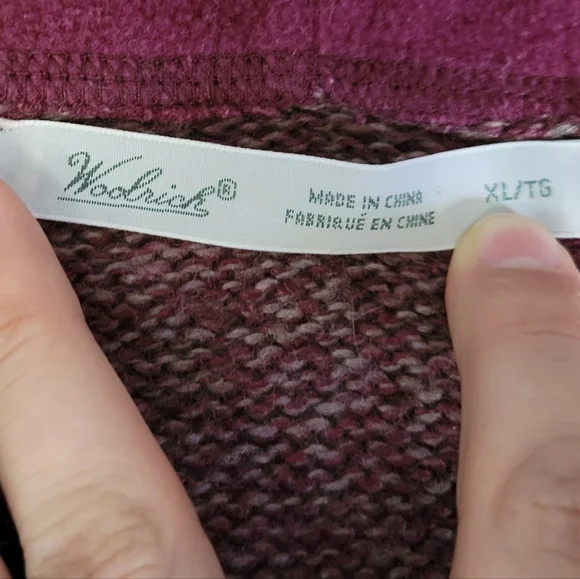 Woolrich®
MADE IN CHINA
FABRIQUÉ EN CHINE
XL/TG